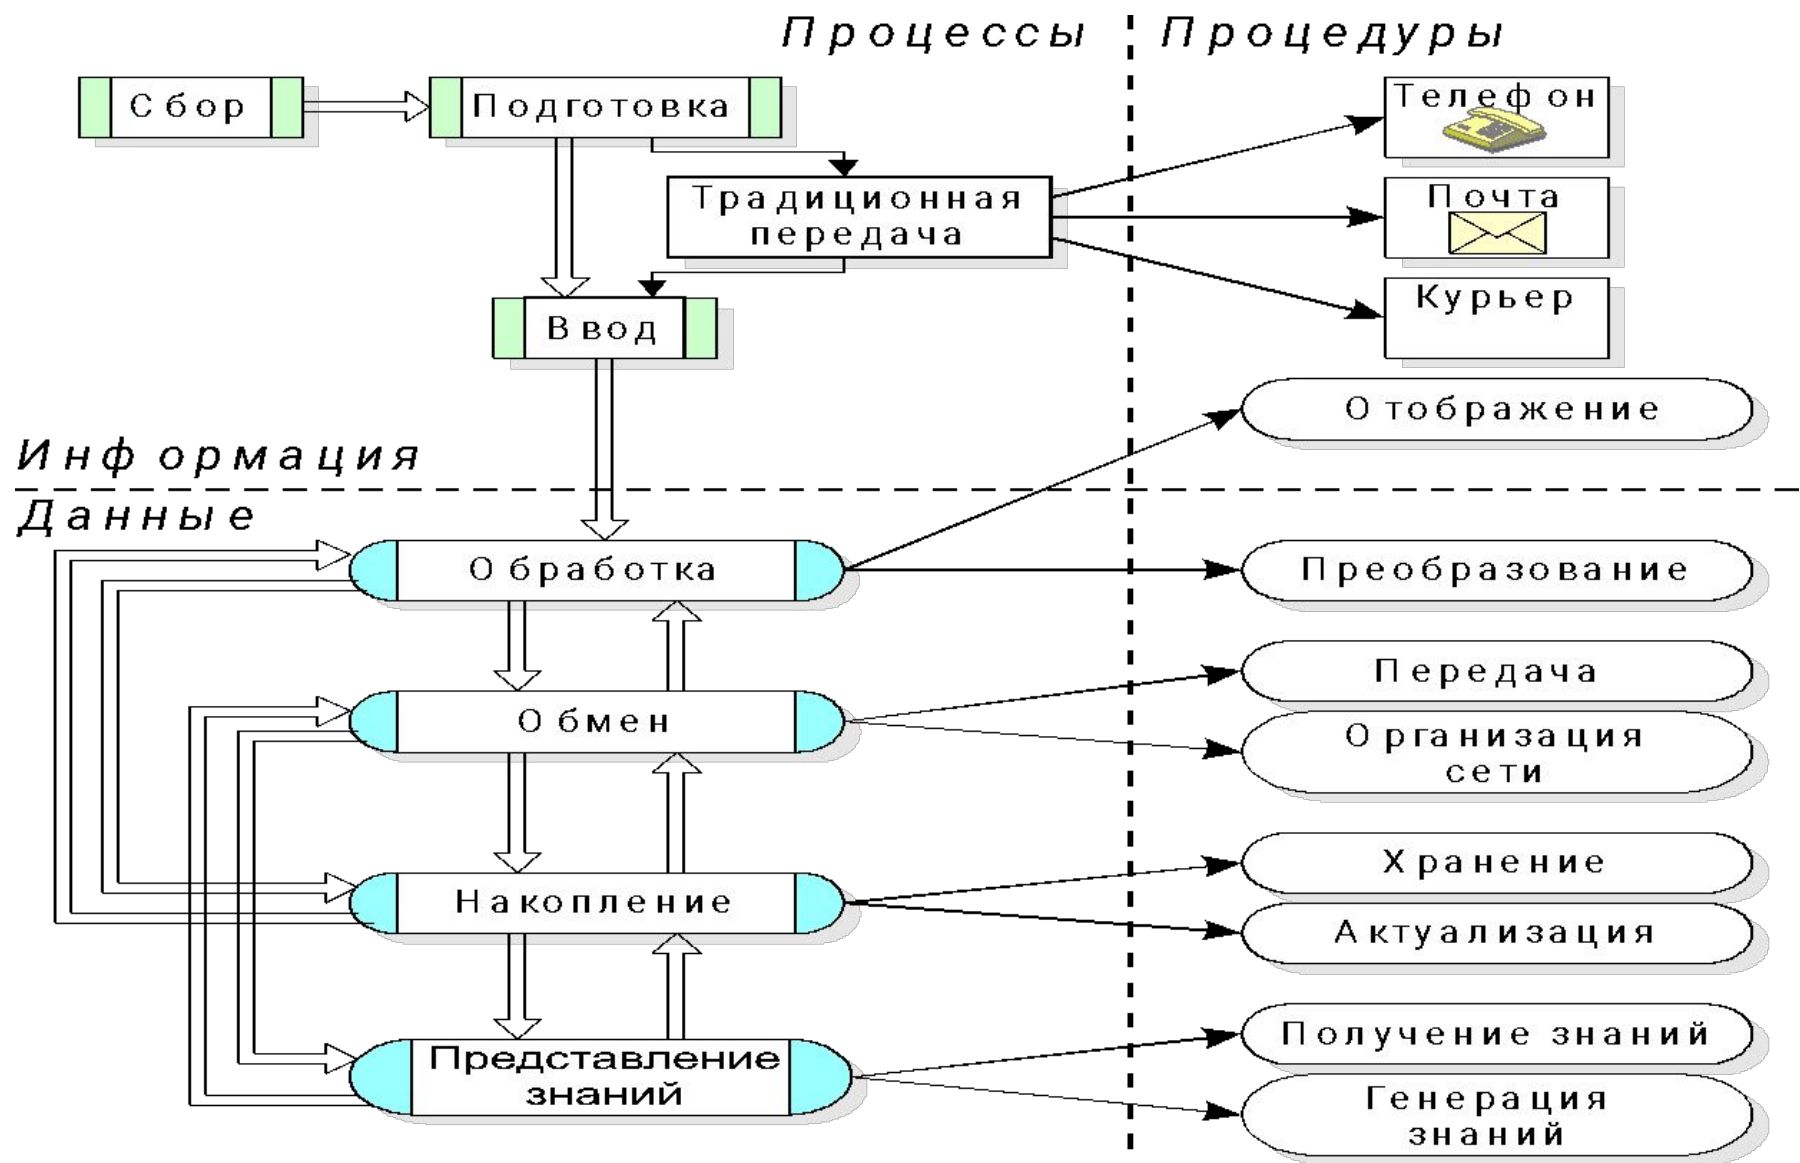 Процессы
Процедуры
Сбор
Подготовка
Телефон
Традиционная
передача
Почта
Курьер
Ввод
Отображение
Информация
Данные
Обработка
Преобразование
Обмен
Передача
Организация
сети
Накопление
Хранение
Актуализация
Представление
знаний
Получение знаний
Генерация
знаний